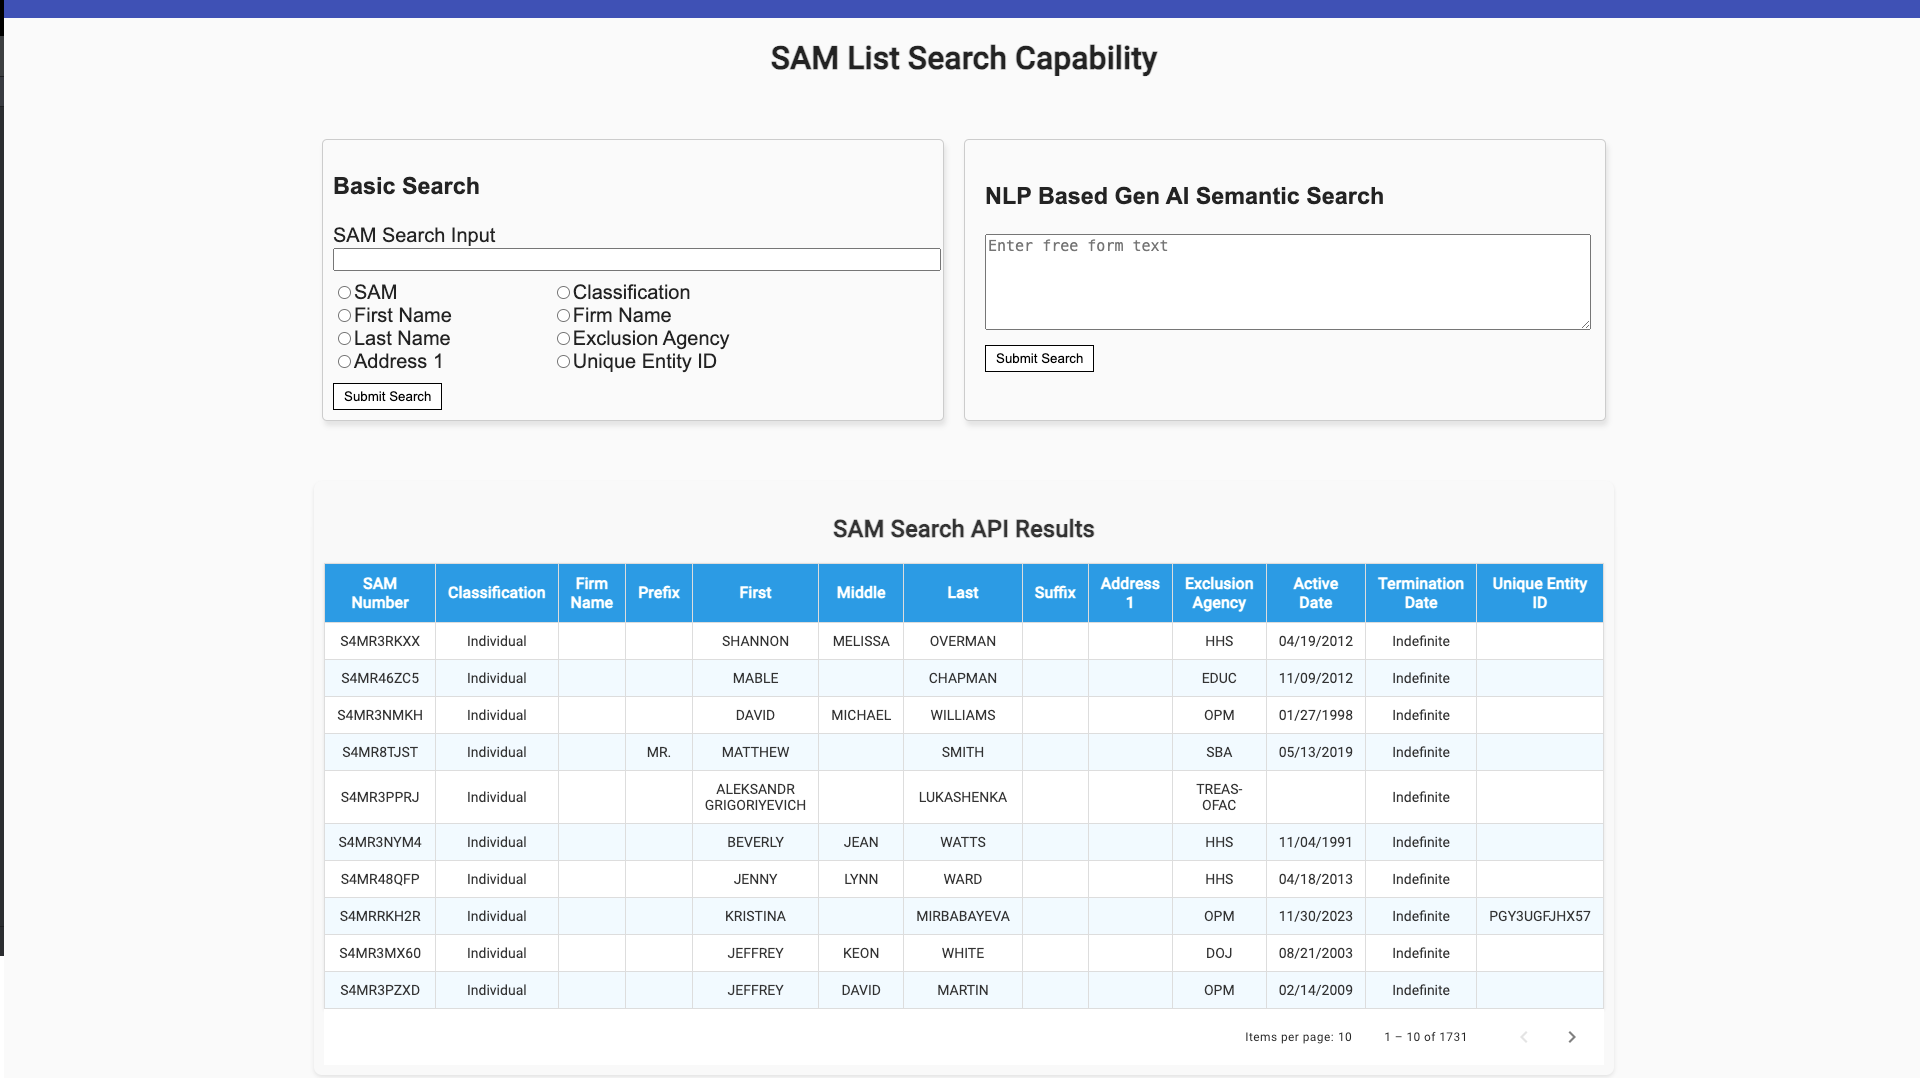 SAM List Search Capability
Basic Search
SAM Search Input
SAM
First Name
Last Name
Address 1
Classification
Firm Name
Exclusion Agency
Unique Entity ID
Submit Search
NLP Based Gen AI Semantic Search
Enter free form text
Submit Search
SAM Search API Results
SAM Number Classification Firm Name Prefix First Middle Last Suffix Address 1 Exclusion Agency Active Date Termination Date Unique Entity ID
S4MR3RKXX Individual SHANNON MELISSA OVERMAN HHS 04/19/2012 Indefinite
S4MR46ZC5 Individual MABLE CHAPMAN EDUC 11/09/2012 Indefinite
S4MR3NMKH Individual DAVID MICHAEL WILLIAMS OPM 01/27/1998 Indefinite
S4MR8TJST Individual MR. MATTHEW SMITH SBA 05/13/2019 Indefinite
S4MR3PPRJ Individual ALEKSANDR GRIGORIYEVICH LUKASHENKA TREAS-OFAC Indefinite
S4MR3NYM4 Individual BEVERLY JEAN WATTS HHS 11/04/1991 Indefinite
S4MR48QFP Individual JENNY LYNN WARD HHS 04/18/2013 Indefinite
S4MRRKH2R Individual KRISTINA MIRBABAYEVA OPM 11/30/2023 Indefinite PGY3UGFJHX57
S4MR3MX60 Individual JEFFREY KEON WHITE DOJ 08/21/2003 Indefinite
S4MR3PZXD Individual JEFFREY DAVID MARTIN OPM 02/14/2009 Indefinite
Items per page: 10 1 – 10 of 1731